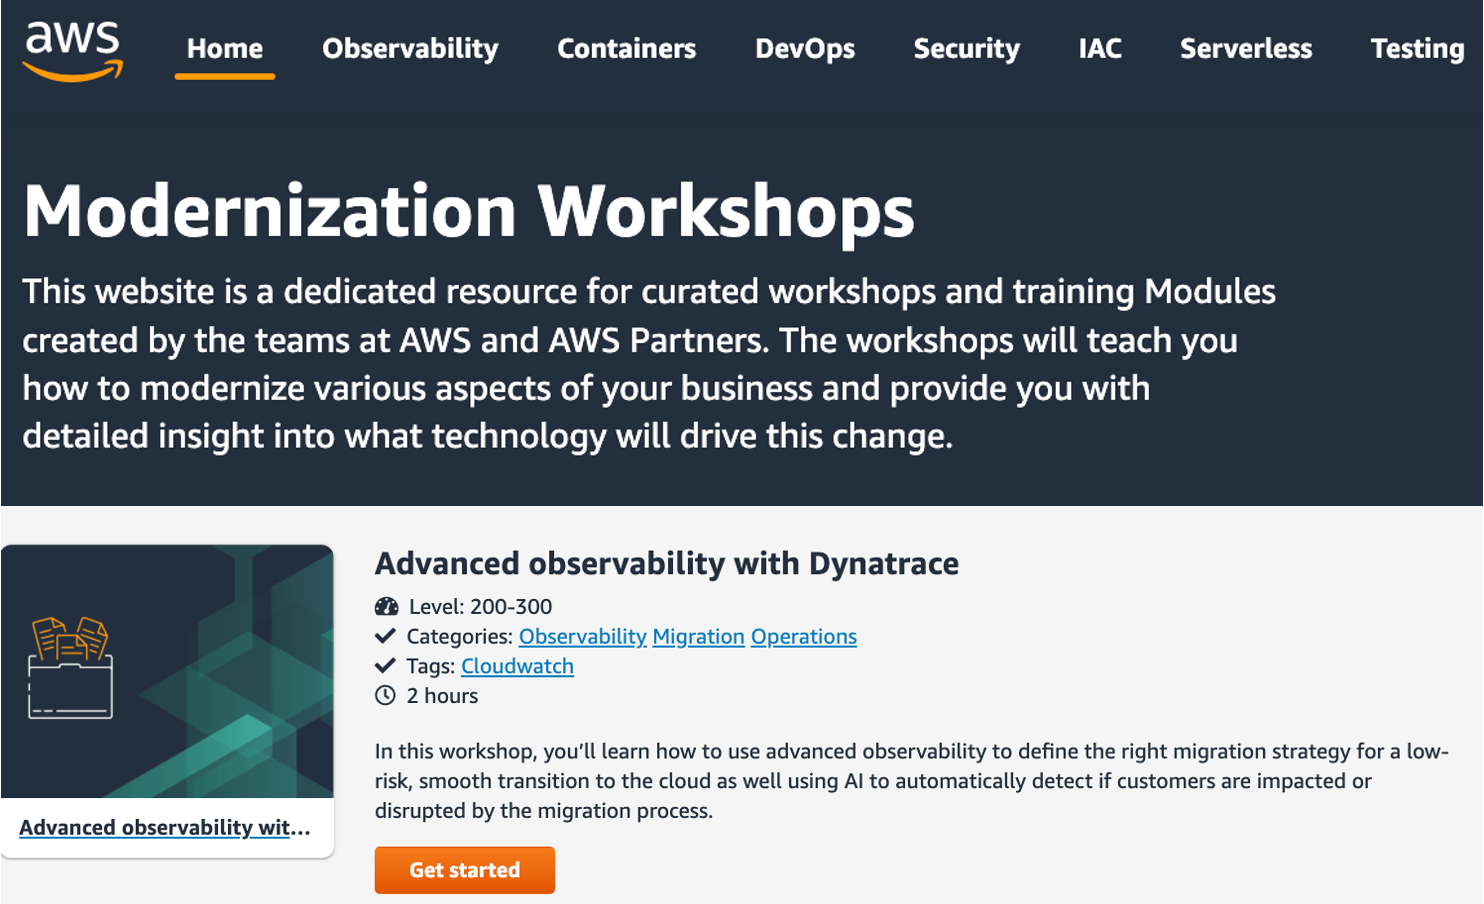 aws
Home Observability Containers DevOps Security IAC Serverless Testing
Modernization Workshops
This website is a dedicated resource for curated workshops and training Modules
created by the teams at AWS and AWS Partners. The workshops will teach you
how to modernize various aspects of your business and provide you with
detailed insight into what technology will drive this change.
Advanced observability wit...
Advanced observability with Dynatrace
Level: 200-300
Categories: Observability Migration Operations
Tags: Cloudwatch
2 hours
In this workshop, you’ll learn how to use advanced observability to define the right migration strategy for a low-
risk, smooth transition to the cloud as well using AI to automatically detect if customers are impacted or
disrupted by the migration process.
Get started